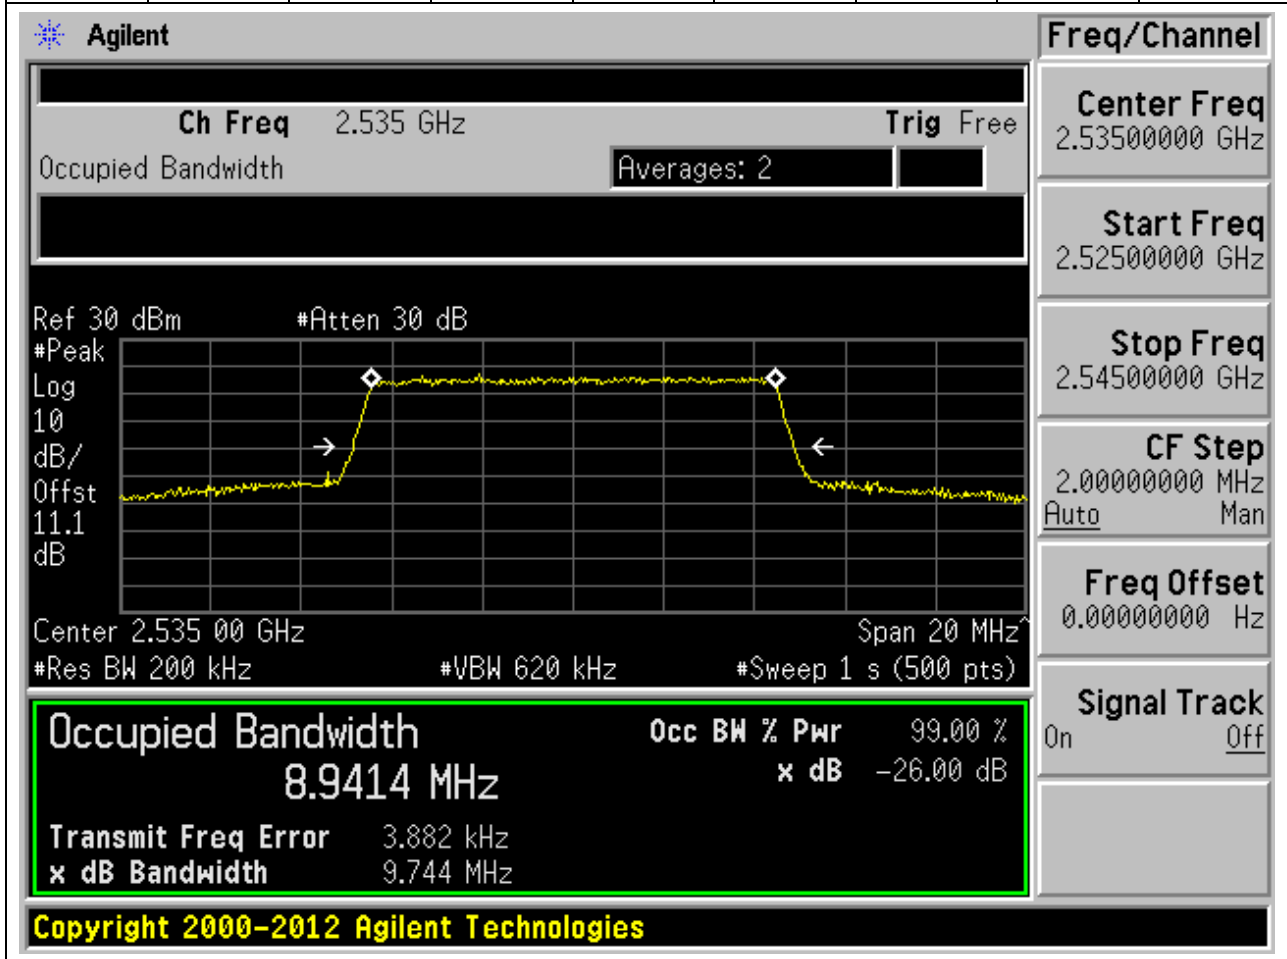 Agilent
Freq/Channel
Ch Freq 2.535 GHz Trig Free
Occupied Bandwidth Averages: 2
Center Freq
2.53500000 GHz
Start Freq
2.52500000 GHz
Stop Freq
2.54500000 GHz
CF Step
2.00000000 MHz
Auto Man
Freq Offset
0.00000000 Hz
Signal Track
On Off
Ref 30 dBm #Atten 30 dB
#Peak
Log
10
dB/
Offst
11.1
dB
Center 2.535 00 GHz Span 20 MHz^
#Res BW 200 kHz #VBW 620 kHz #Sweep 1 s (500 pts)
Occupied Bandwidth Occ BW % Pwr 99.00 %
8.9414 MHz x dB -26.00 dB
Transmit Freq Error 3.882 kHz
x dB Bandwidth 9.744 MHz
Copyright 2000-2012 Agilent Technologies